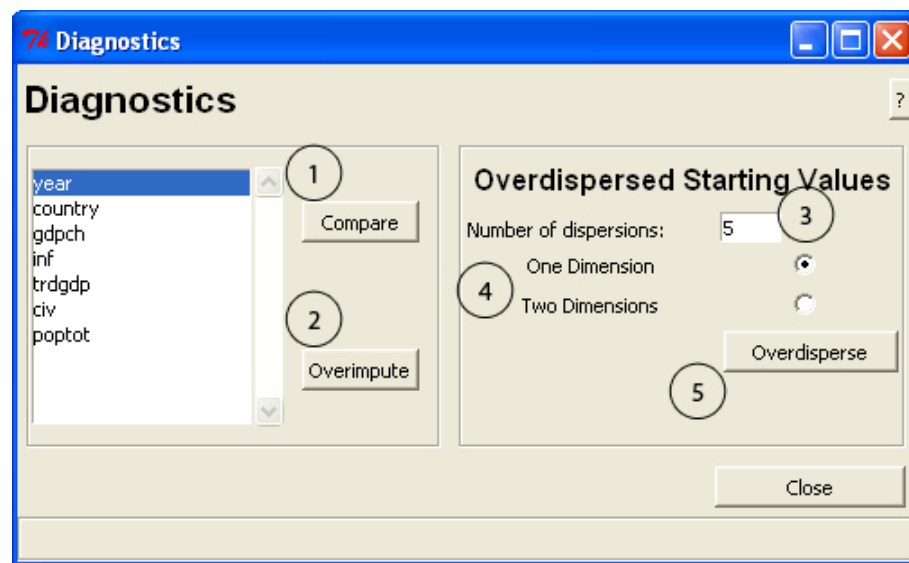 Diagnostics
Diagnostics
?
year
country
gdpch
inf
trdgdp
civ
poptot
1
Compare
2
Overimpute
Overdispersed Starting Values
Number of dispersions: 5
3
One Dimension
4
Two Dimensions
Overdisperse
5
Close